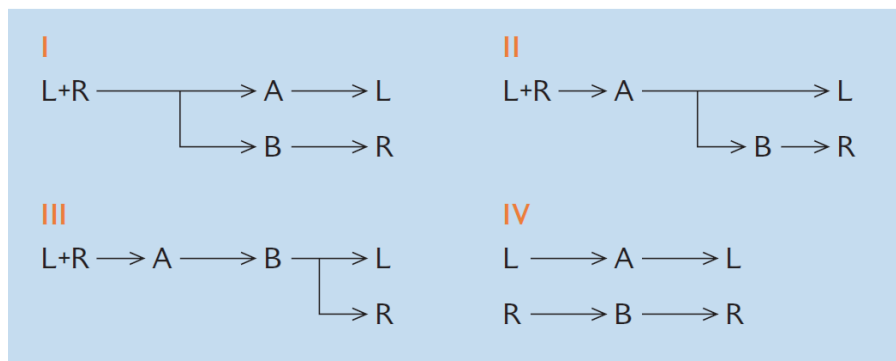 I
L+R A L
B R
II
L+R A L
B R
III
L+R A B L
R
IV
L A L
R B R